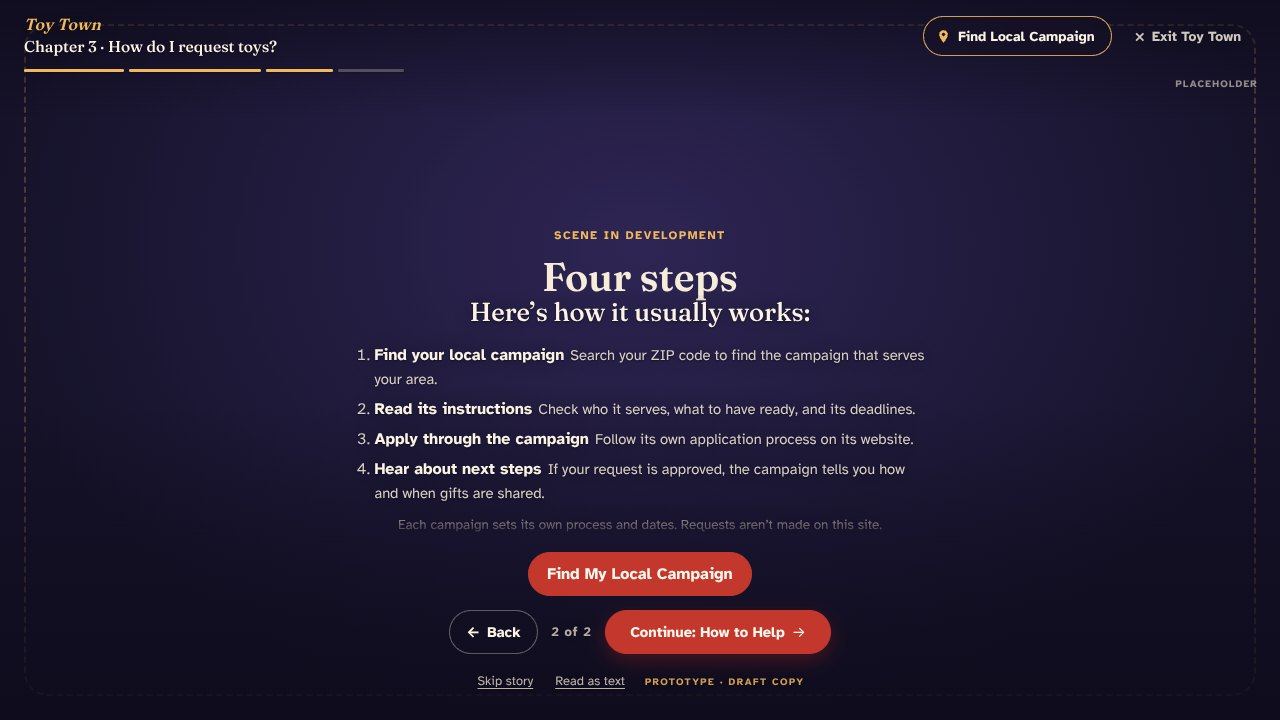 Toy Town
Chapter 3 · How do I request toys?
Find Local Campaign
× Exit Toy Town
PLACEHOLDER
SCENE IN DEVELOPMENT
Four steps
Here’s how it usually works:
1. Find your local campaign Search your ZIP code to find the campaign that serves
your area.
2. Read its instructions Check who it serves, what to have ready, and its deadlines.
3. Apply through the campaign Follow its own application process on its website.
4. Hear about next steps If your request is approved, the campaign tells you how
and when gifts are shared.
Each campaign sets its own process and dates. Requests aren’t made on this site.
Find My Local Campaign
← Back
2 of 2
Continue: How to Help →
Skip story
Read as text
PROTOTYPE · DRAFT COPY